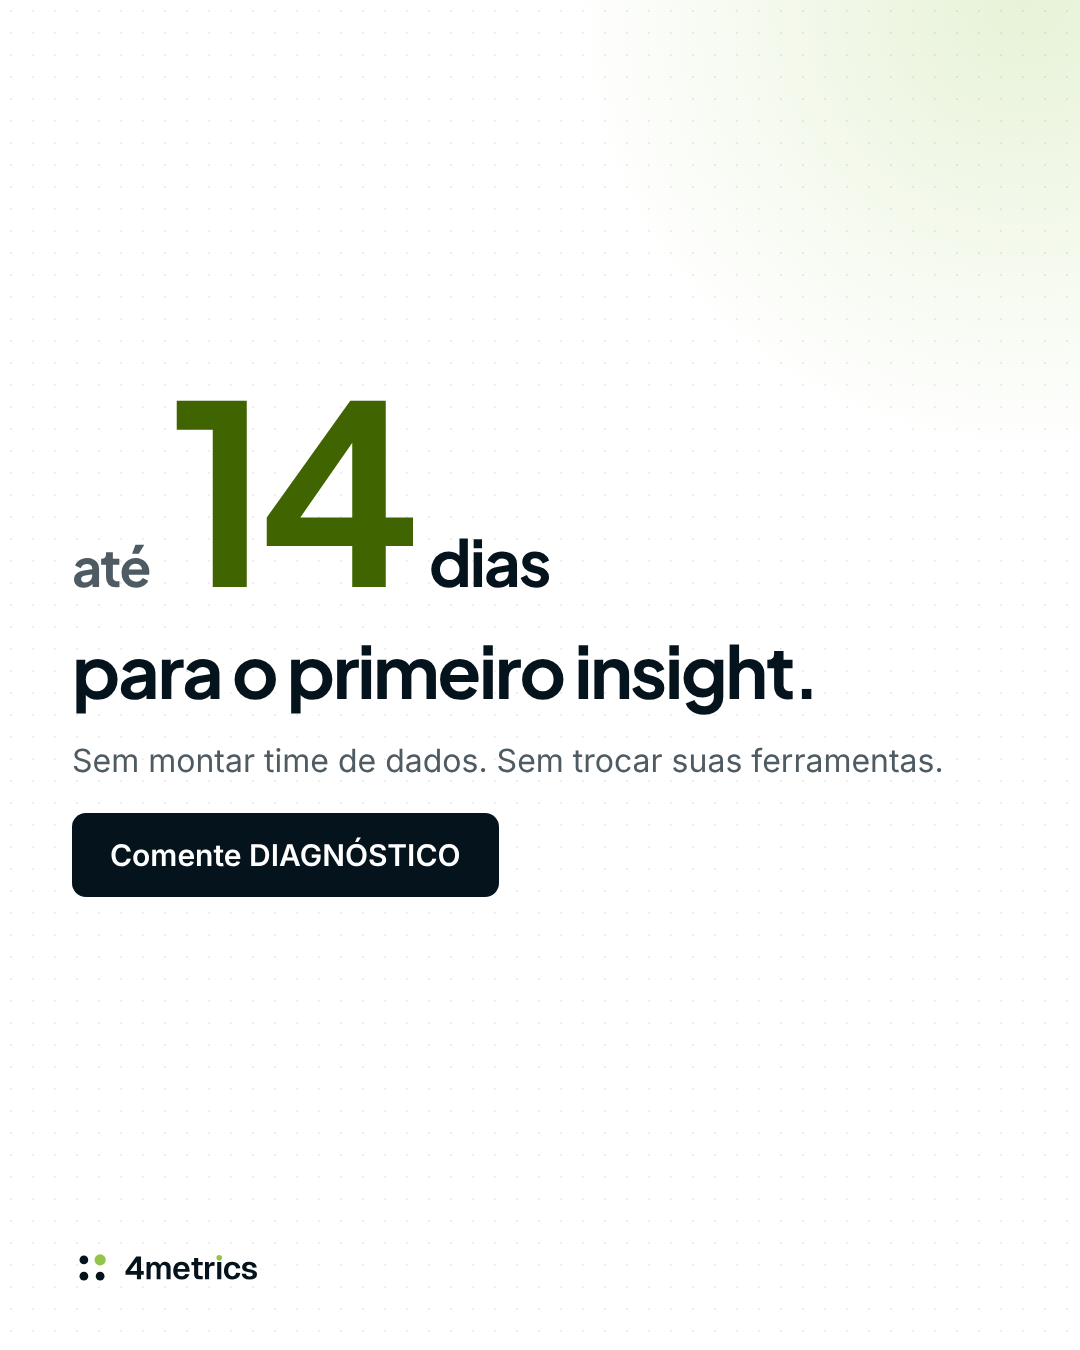 até 14 dias
para o primeiro insight.
Sem montar time de dados. Sem trocar suas ferramentas.
Comente DIAGNÓSTICO
4metrics